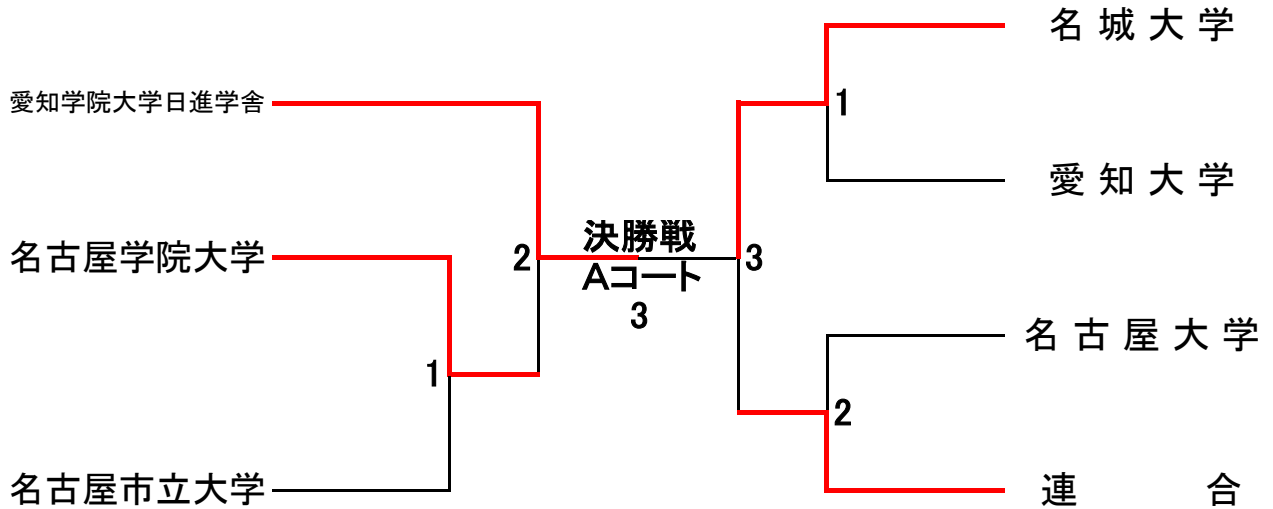 愛知学院大学日進学舎
名古屋学院大学
名古屋市立大学
1
2
決勝戦
Aコート
3
3
1
2
名城大学
愛知大学
名古屋大学
連合